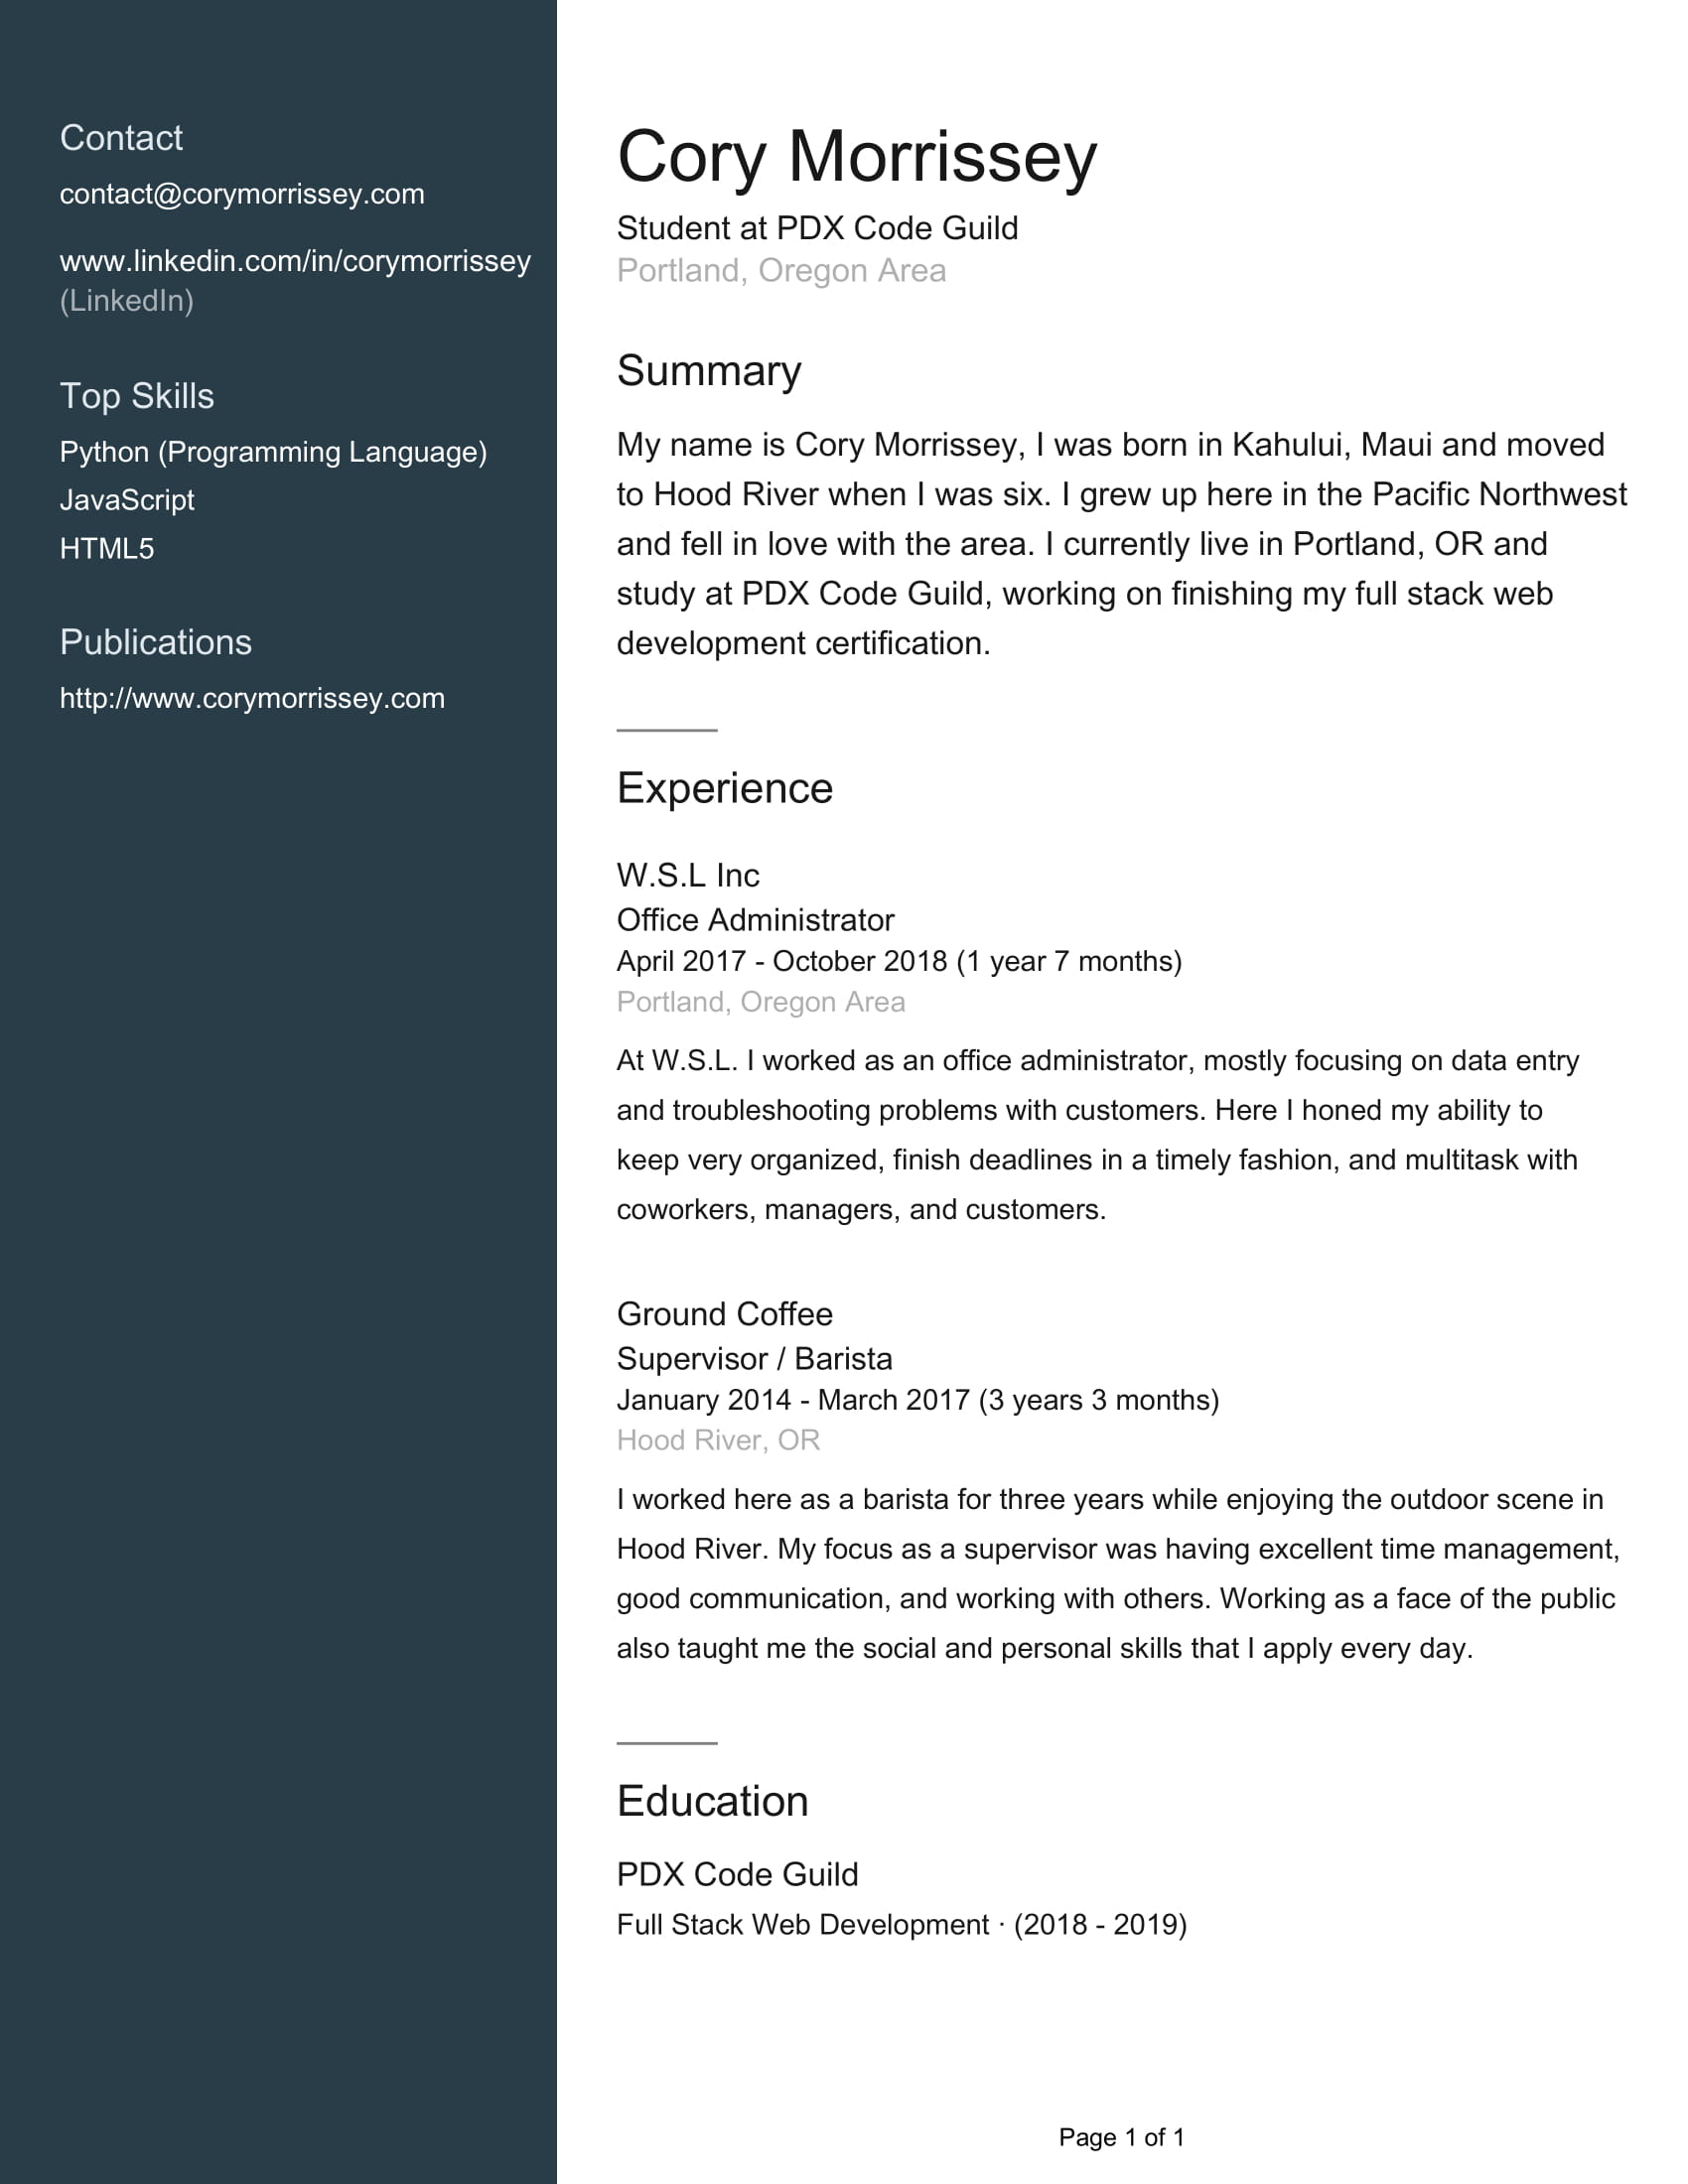 Contact
contact@corymorrissey.com
www.linkedin.com/in/corymorrissey
(LinkedIn)
Top Skills
Python (Programming Language)
JavaScript
HTML5
Publications
http://www.corymorrissey.com
Cory Morrissey
Student at PDX Code Guild
Portland, Oregon Area
Summary
My name is Cory Morrissey, I was born in Kahului, Maui and moved
to Hood River when I was six. I grew up here in the Pacific Northwest
and fell in love with the area. I currently live in Portland, OR and
study at PDX Code Guild, working on finishing my full stack web
development certification.
Experience
W.S.L Inc
Office Administrator
April 2017 - October 2018 (1 year 7 months)
Portland, Oregon Area
At W.S.L. I worked as an office administrator, mostly focusing on data entry
and troubleshooting problems with customers. Here I honed my ability to
keep very organized, finish deadlines in a timely fashion, and multitask with
coworkers, managers, and customers.
Ground Coffee
Supervisor / Barista
January 2014 - March 2017 (3 years 3 months)
Hood River, OR
I worked here as a barista for three years while enjoying the outdoor scene in
Hood River. My focus as a supervisor was having excellent time management,
good communication, and working with others. Working as a face of the public
also taught me the social and personal skills that I apply every day.
Education
PDX Code Guild
Full Stack Web Development · (2018 - 2019)
Page 1 of 1